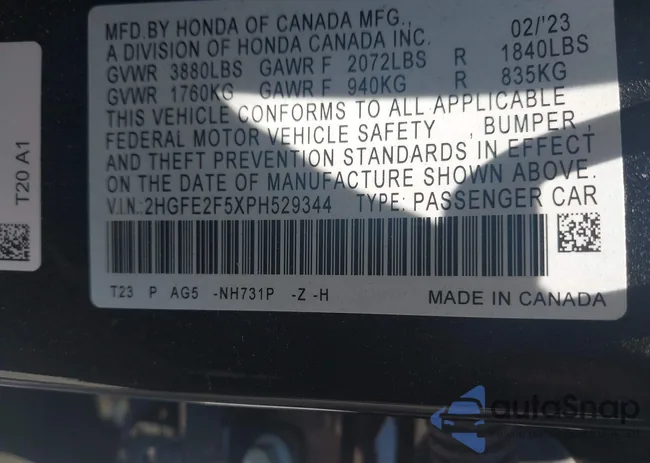 MFD.BY HONDA OF CANADA MFG., 02/'23
A DIVISION OF HONDA CANADA INC.
GVWR 3880LBS GAWR F 2072LBS R 1840LBS
GVWR 1760KG GAWR F 940KG R 835KG
THIS VEHICLE CONFORMS TO ALL APPLICABLE
FEDERAL MOTOR VEHICLE SAFETY , BUMPER ,
AND THEFT PREVENTION STANDARDS IN EFFECT
ON THE DATE OF MANUFACTURE SHOWN ABOVE.
V.I.N.:2HGFE2F5XPH529344 TYPE: PASSENGER CAR
T23 P AG5 -NH731P -Z -H MADE IN CANADA
T20 A1
autoSnap